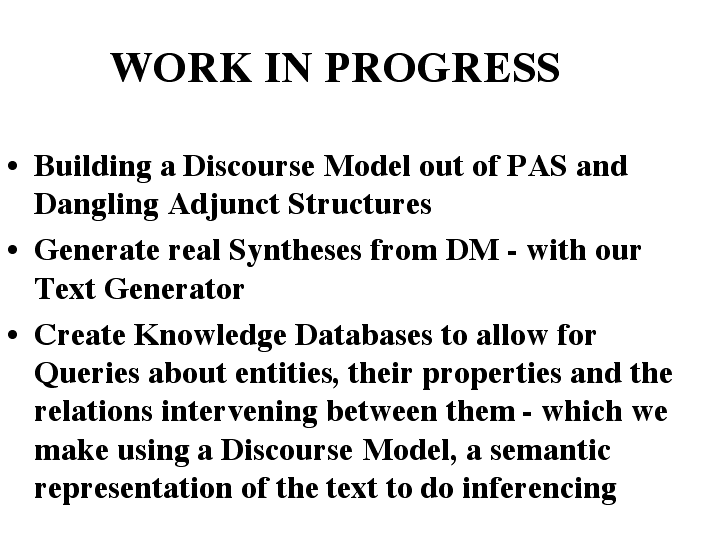 WORK IN PROGRESS
• Building a Discourse Model out of PAS and
Dangling Adjunct Structures
• Generate real Syntheses from DM - with our
Text Generator
• Create Knowledge Databases to allow for
Queries about entities, their properties and the
relations intervening between them - which we
make using a Discourse Model, a semantic
representation of the text to do inferencing